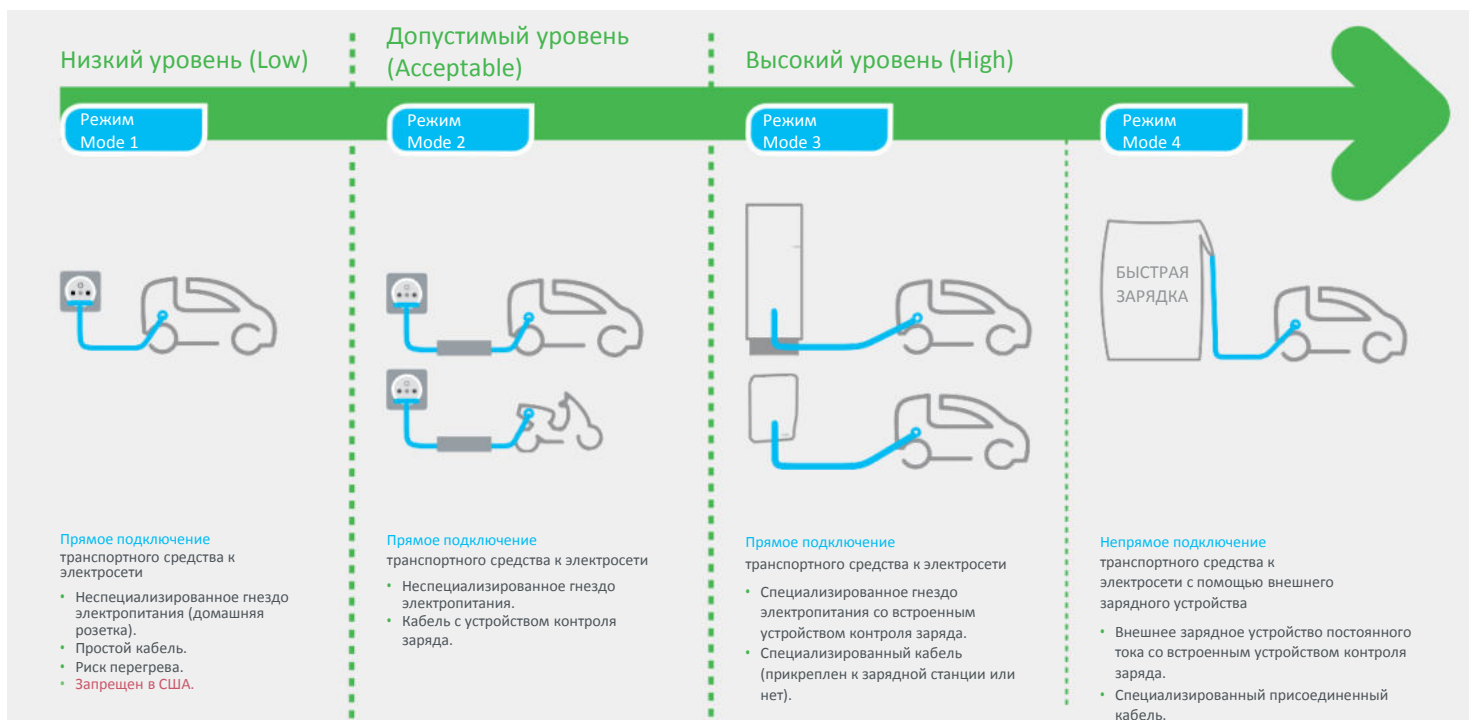 Низкий уровень (Low)
Допустимый уровень
(Acceptable)
Высокий уровень (High)
Режим
Mode 1
Режим
Mode 2
Режим
Mode 3
Режим
Mode 4
БЫСТРАЯ
ЗАРЯДКА
Прямое подключение
транспортного средства к
электросети
• Неспециализированное гнездо
электропитания (домашняя
розетка).
• Простой кабель.
• Риск перегрева.
• Запрещен в США.
Прямое подключение
транспортного средства к электросети
• Неспециализированное гнездо
электропитания.
• Кабель с устройством контроля
заряда.
Прямое подключение
транспортного средства к электросети
• Специализированное гнездо
электропитания со встроенным
устройством контроля заряда.
• Специализированный кабель
(прикреплен к зарядной станции или
нет).
Непрямое подключение
транспортного средства к
электросети с помощью внешнего
зарядного устройства
• Внешнее зарядное устройство постоянного
тока со встроенным устройством контроля
заряда.
• Специализированный присоединенный
кабель.